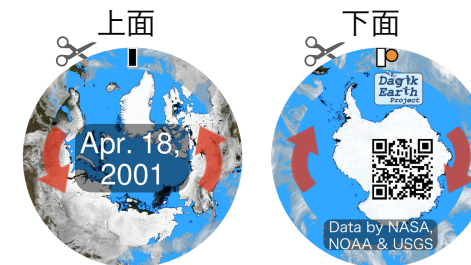 上面
下面
Apr. 18,
2001
Dagik
Earth
Project
Data by NASA,
NOAA & USGS